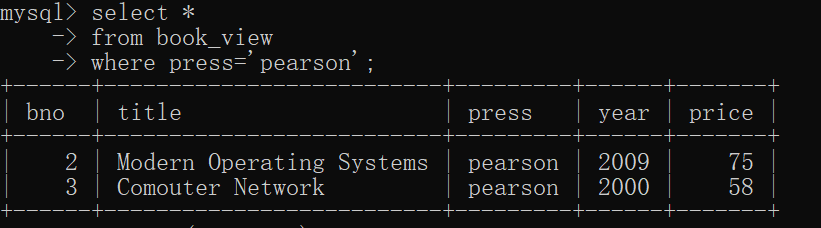 mysql> select *
-> from book_view
-> where press='pearson';
+------+--------------------------+---------+------+-------+
| bno | title | press | year | price |
+------+--------------------------+---------+------+-------+
| 2 | Modern Operating Systems | pearson | 2009 | 75 |
| 3 | Comouter Network | pearson | 2000 | 58 |
+------+--------------------------+---------+------+-------+